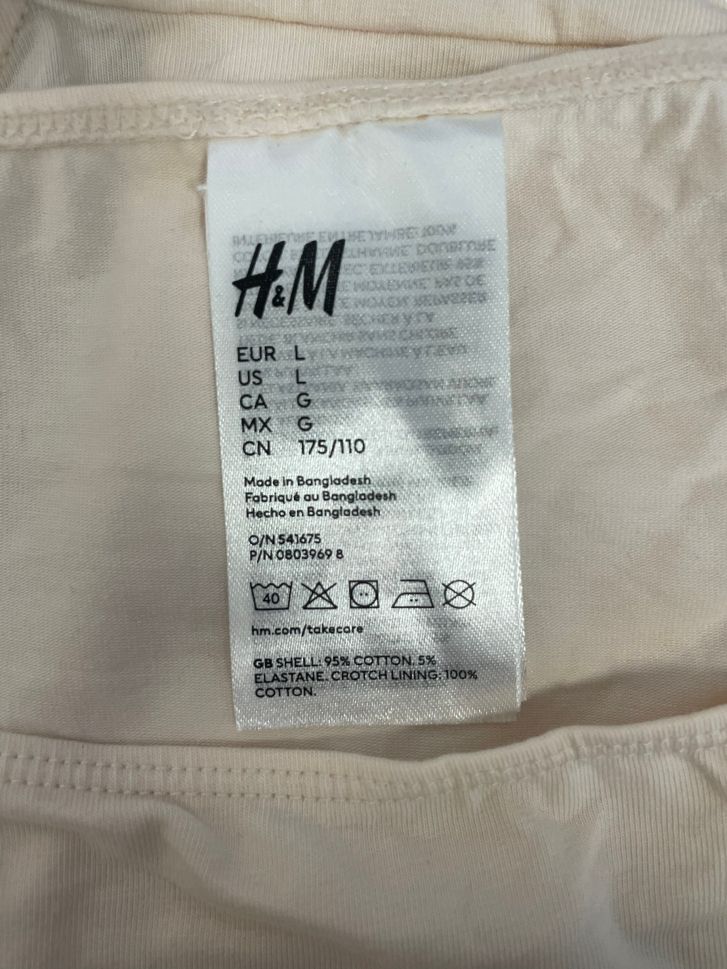 H&M
EUR L
US L
CA G
MX G
CN 175/110
Made in Bangladesh
Fabriqué au Bangladesh
Hecho en Bangladesh
O/N 541675
P/N 0803969 8
40
hm.com/takecare
GB SHELL: 95% COTTON. 5%
ELASTANE. CROTCH LINING: 100%
COTTON.